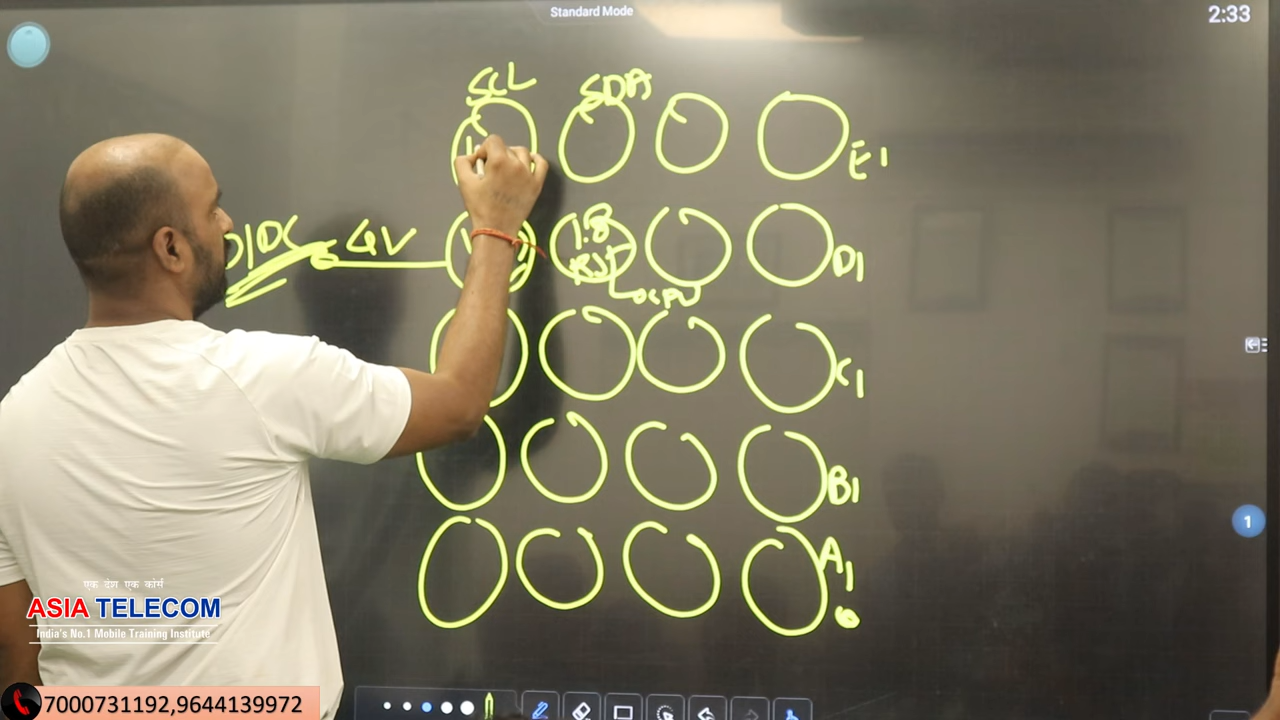 Standard Mode
2:33
SCL SDA
E1
4V
1.8
RST
D1
C1
B1
A1
एक देश एक कोर्स
ASIA TELECOM
India's No.1 Mobile Training Institute
7000731192,9644139972
1